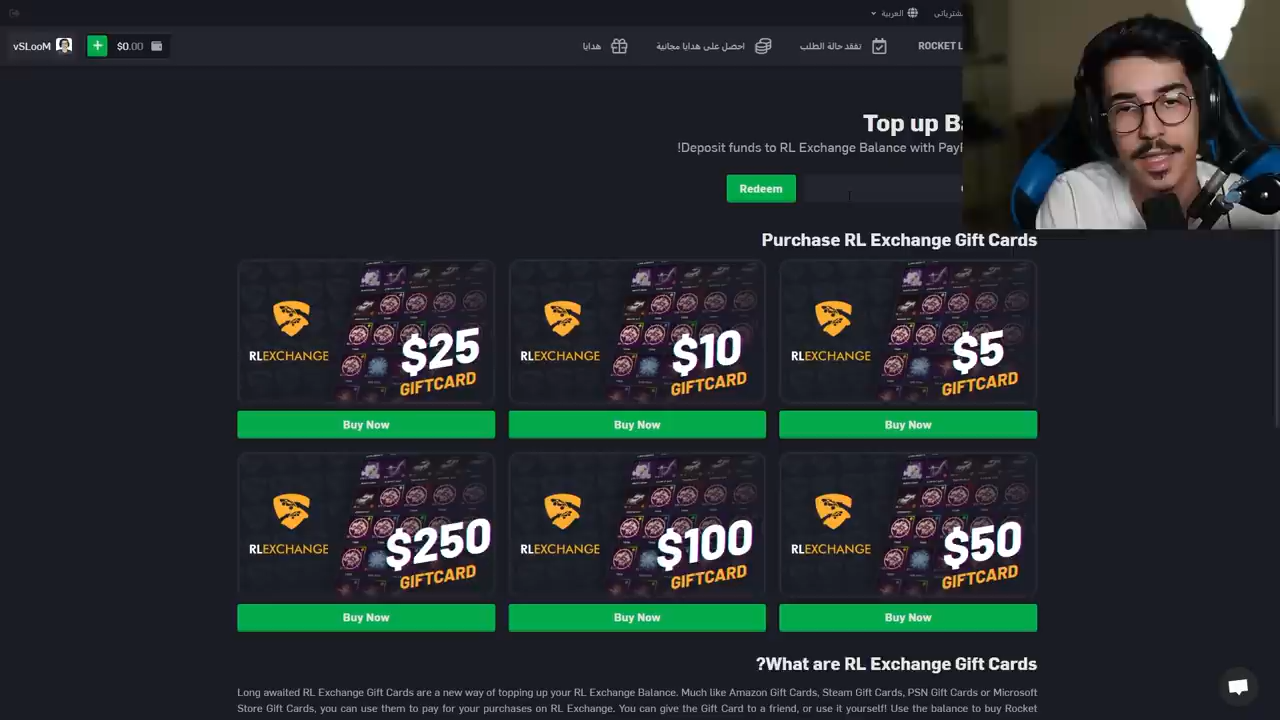 مشترياتي
العربية
vSLooM
$0.00
هدايا
احصل على هدايا مجانية
تفقد حالة الطلب
ROCKET L
Top up Ba
!Deposit funds to RL Exchange Balance with PayP
Redeem
Purchase RL Exchange Gift Cards
RLEXCHANGE
$25
GIFTCARD
RLEXCHANGE
$10
GIFTCARD
RLEXCHANGE
$5
GIFTCARD
Buy Now
Buy Now
Buy Now
RLEXCHANGE
$250
GIFTCARD
RLEXCHANGE
$100
GIFTCARD
RLEXCHANGE
$50
GIFTCARD
Buy Now
Buy Now
Buy Now
?What are RL Exchange Gift Cards
Long awaited RL Exchange Gift Cards are a new way of topping up your RL Exchange Balance. Much like Amazon Gift Cards, Steam Gift Cards, PSN Gift Cards or Microsoft
Store Gift Cards, you can use them to pay for your purchases on RL Exchange. You can give the Gift Card to a friend, or use it yourself! Use the balance to buy Rocket